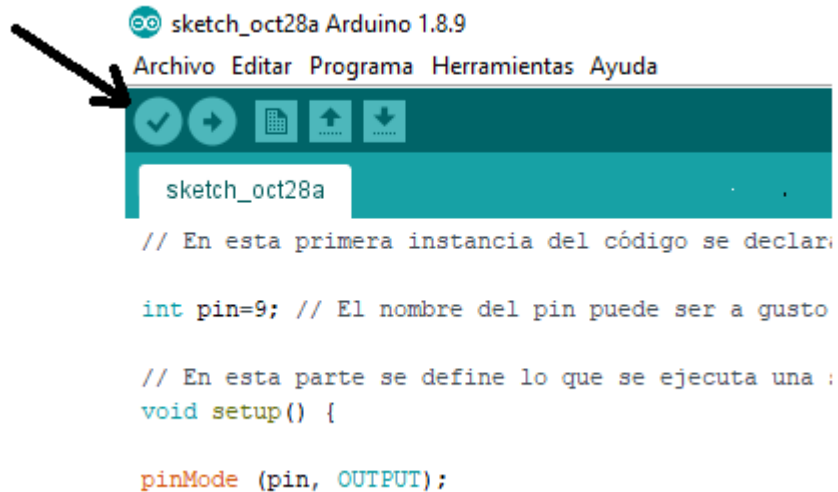 sketch_oct28a Arduino 1.8.9
Archivo Editar Programa Herramientas Ayuda
sketch_oct28a
// En esta primera instancia del código se declar
int pin=9; // El nombre del pin puede ser a gusto
// En esta parte se define lo que se ejecuta una
void setup() {
pinMode (pin, OUTPUT);